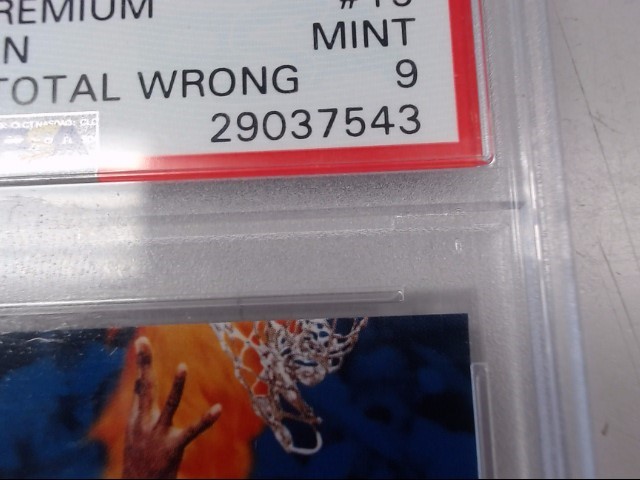 REMIUM
N MINT
TOTAL WRONG 9
29037543